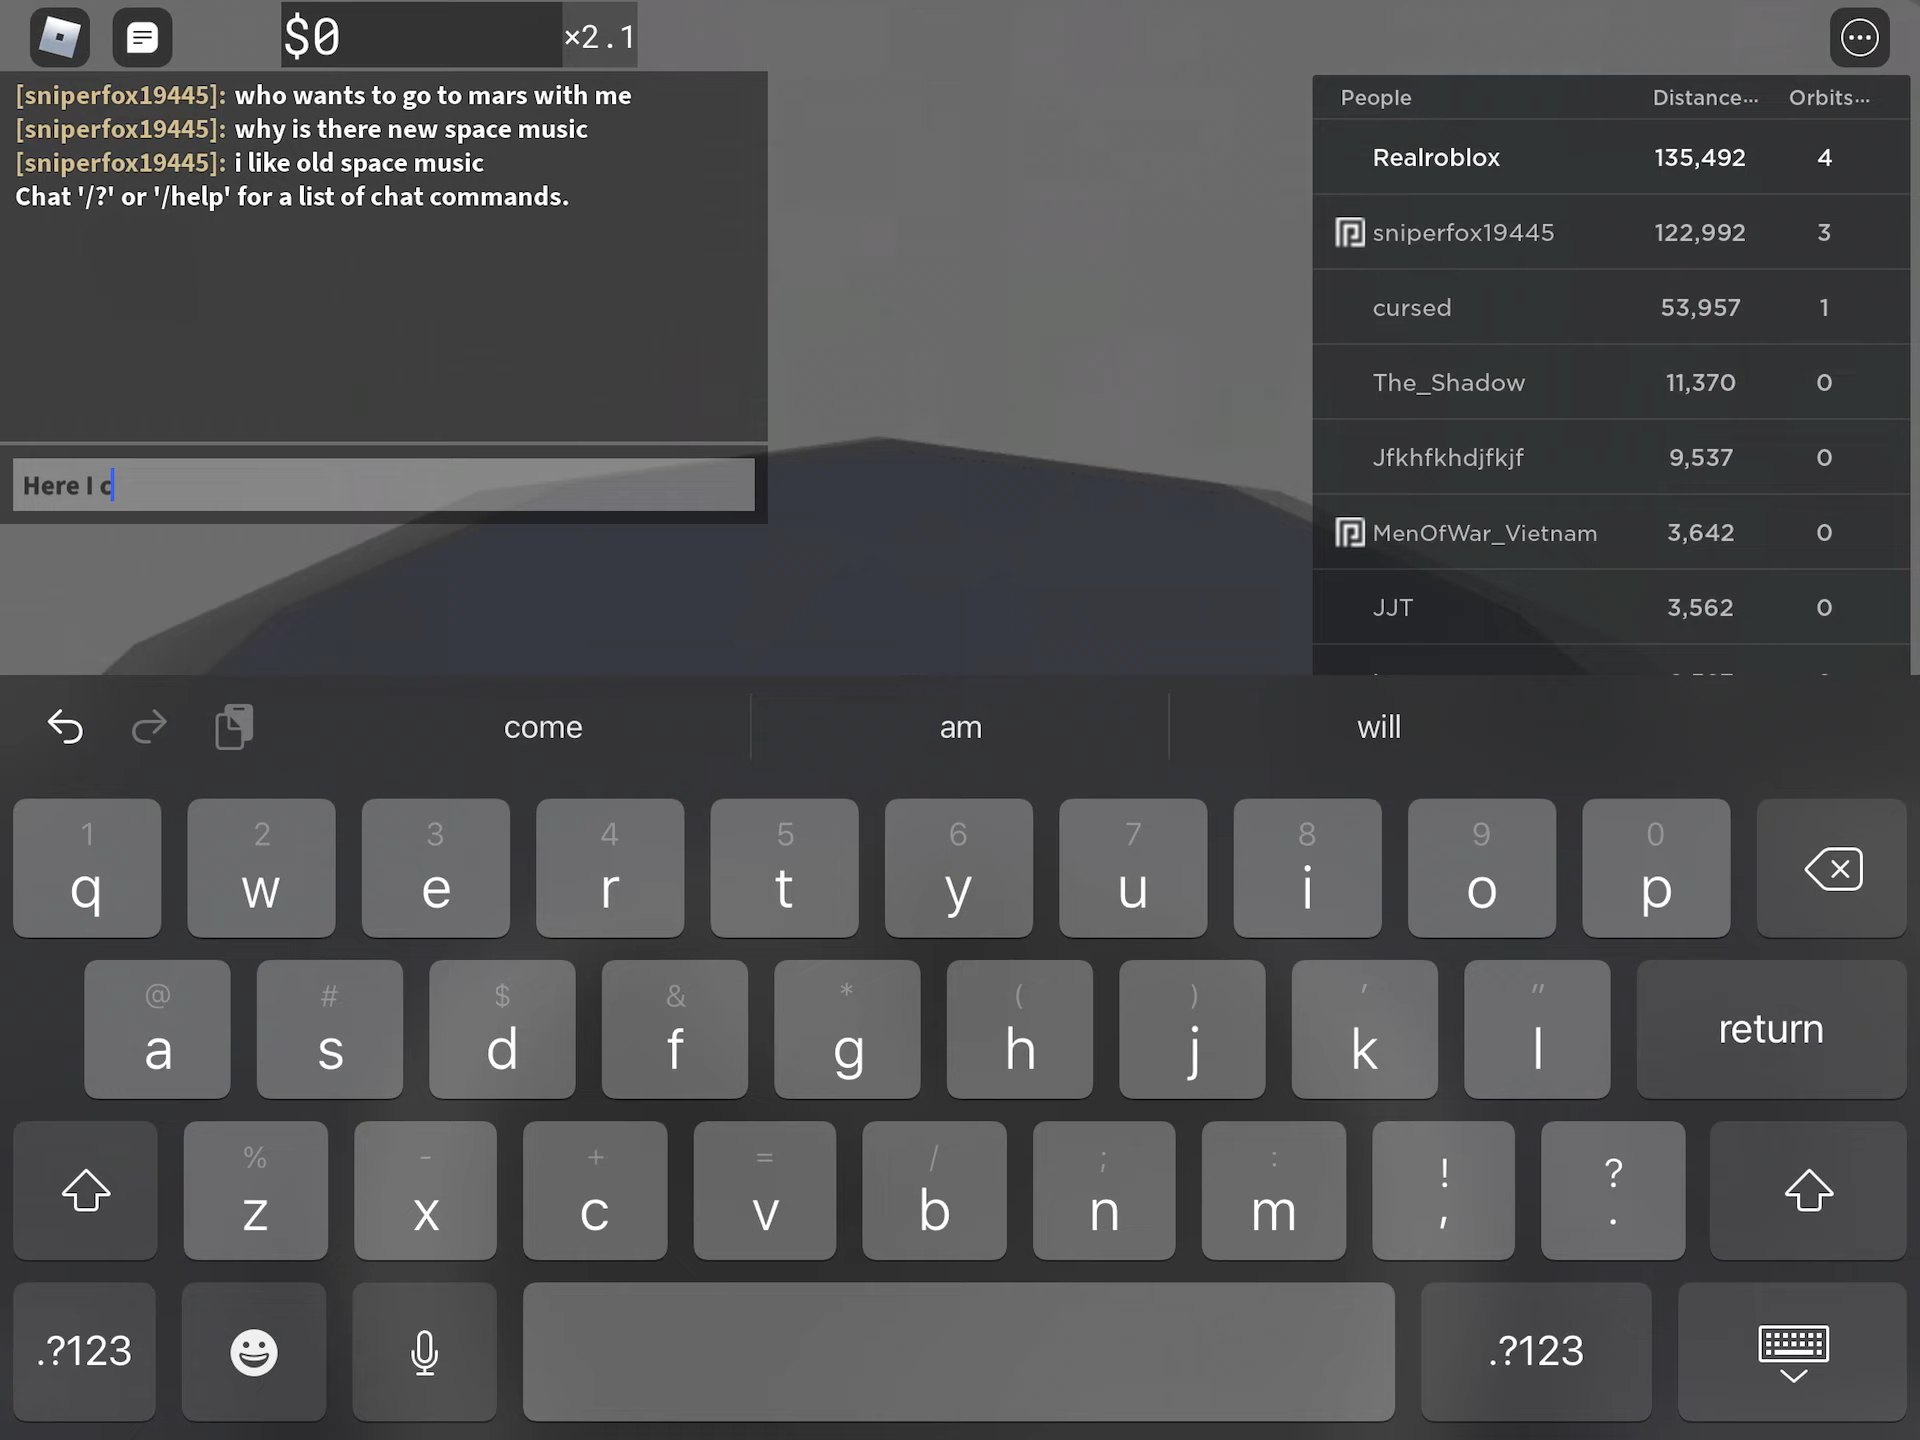 $0 ×2.1
[sniperfox19445]: who wants to go to mars with me
[sniperfox19445]: why is there new space music
[sniperfox19445]: i like old space music
Chat '/?' or '/help' for a list of chat commands.
Here I c
People Distance... Orbits...
Realroblox 135,492 4
sniperfox19445 122,992 3
cursed 53,957 1
The_Shadow 11,370 0
Jfkhfkhdjfkjf 9,537 0
MenOfWar_Vietnam 3,642 0
JJT 3,562 0
come am will
1 2 3 4 5 6 7 8 9 0
q w e r t y u i o p
@ # $ & * ( ) ' "
a s d f g h j k l return
% - + = / ; : ! ?
z x c v b n m , .
.?123 .?123